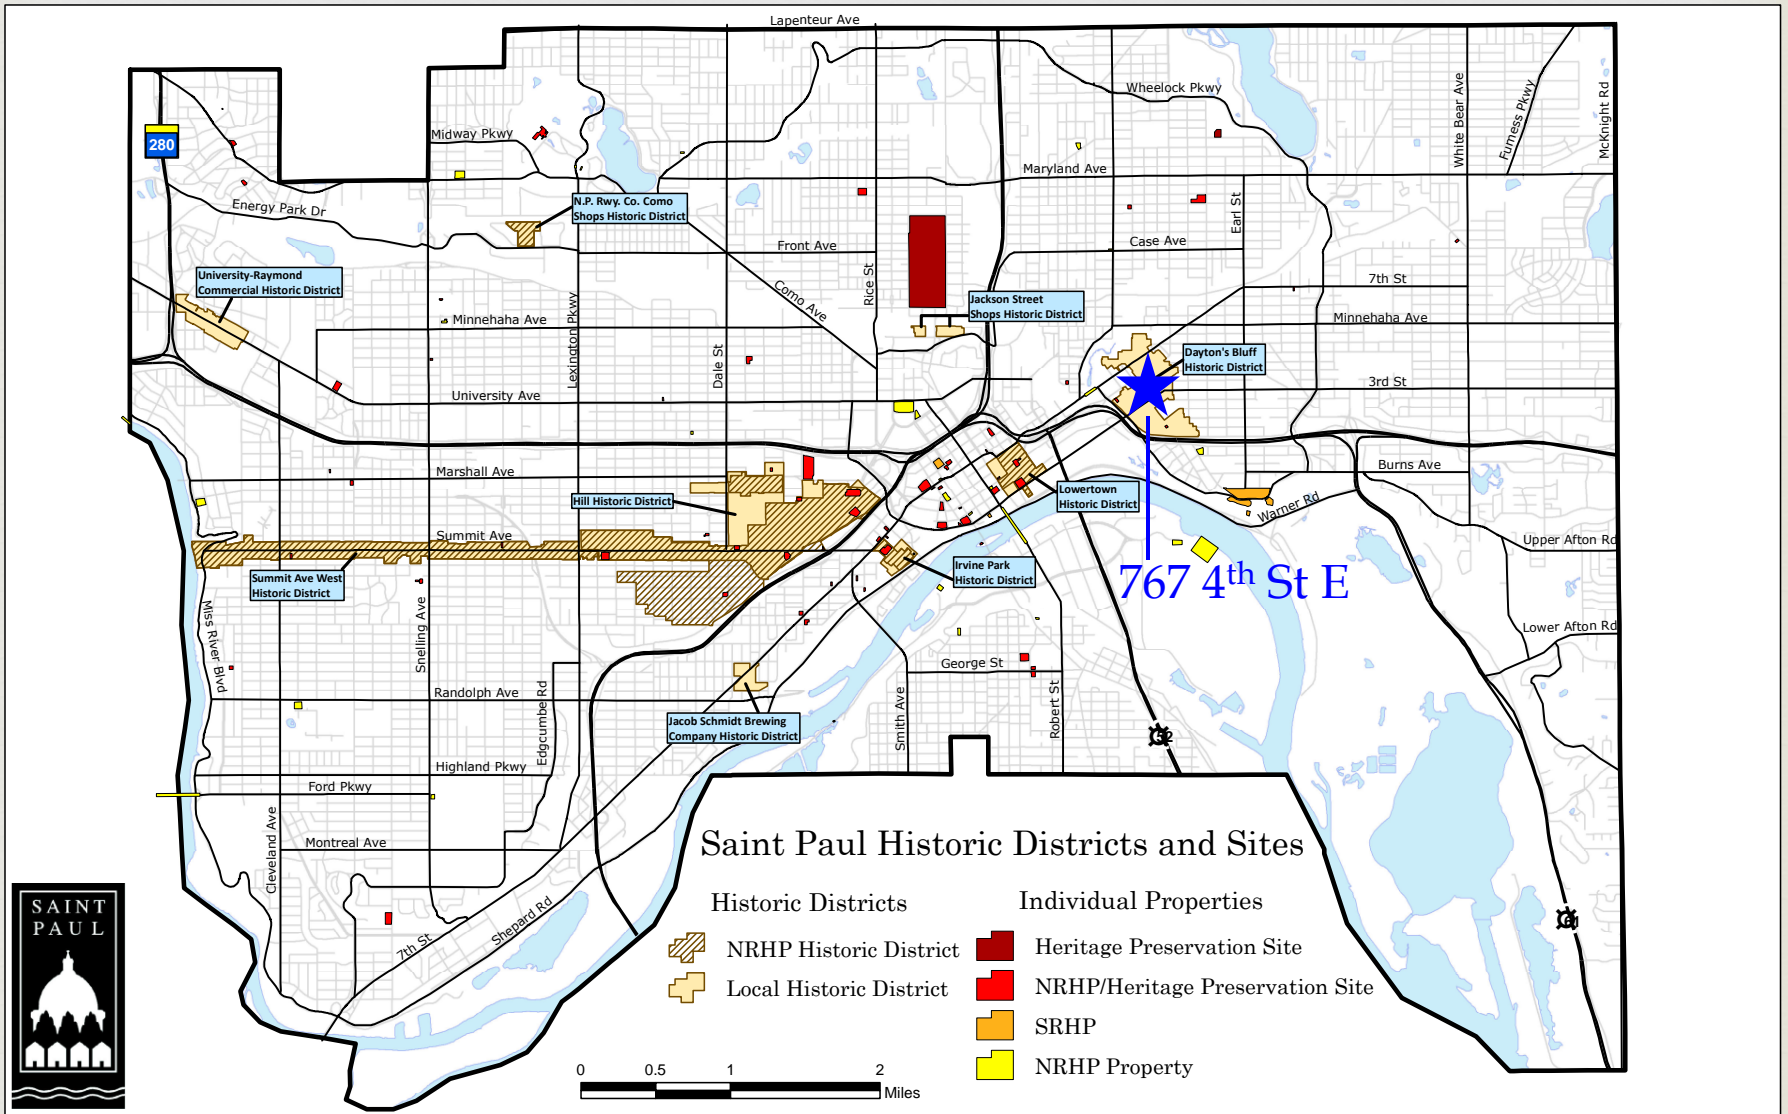 Lapenteur Ave
Wheelock Pkwy
White Bear Ave
Furness Pkwy
McKnight Rd
280
Midway Pkwy
Maryland Ave
Energy Park Dr
N.P. Rwy. Co. Como
Shops Historic District
Earl St
Front Ave
Case Ave
Rice St
University-Raymond
Commercial Historic District
7th St
Como Ave
Jackson Street
Shops Historic District
Lexington Pkwy
Minnehaha Ave
Minnehaha Ave
Dale St
Dayton's Bluff
Historic District
3rd St
University Ave
Marshall Ave
Burns Ave
Hill Historic District
Lowertown
Historic District
Warner Rd
Summit Ave
Upper Afton Rd
Summit Ave West
Historic District
Irvine Park
Historic District
767 4th St E
Miss River Blvd
Snelling Ave
Lower Afton Rd
George St
Randolph Ave
Edgcumbe Rd
Smith Ave
Robert St
Jacob Schmidt Brewing
Company Historic District
Highland Pkwy
Ford Pkwy
Cleveland Ave
Montreal Ave
7th St
Shepard Rd
Saint Paul Historic Districts and Sites
Historic Districts
NRHP Historic District
Local Historic District
Individual Properties
Heritage Preservation Site
NRHP/Heritage Preservation Site
SRHP
NRHP Property
0 0.5 1 2
Miles
SAINT
PAUL